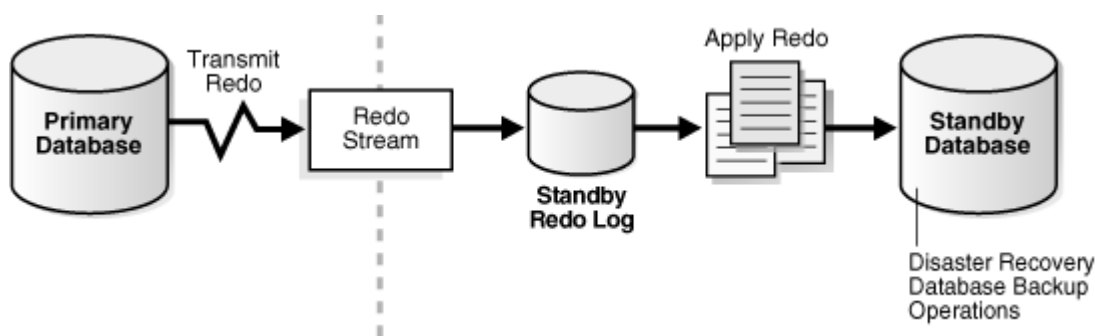 Transmit
Redo
Primary
Database
Redo
Stream
Standby
Redo Log
Apply Redo
Standby
Database
Disaster Recovery
Database Backup
Operations